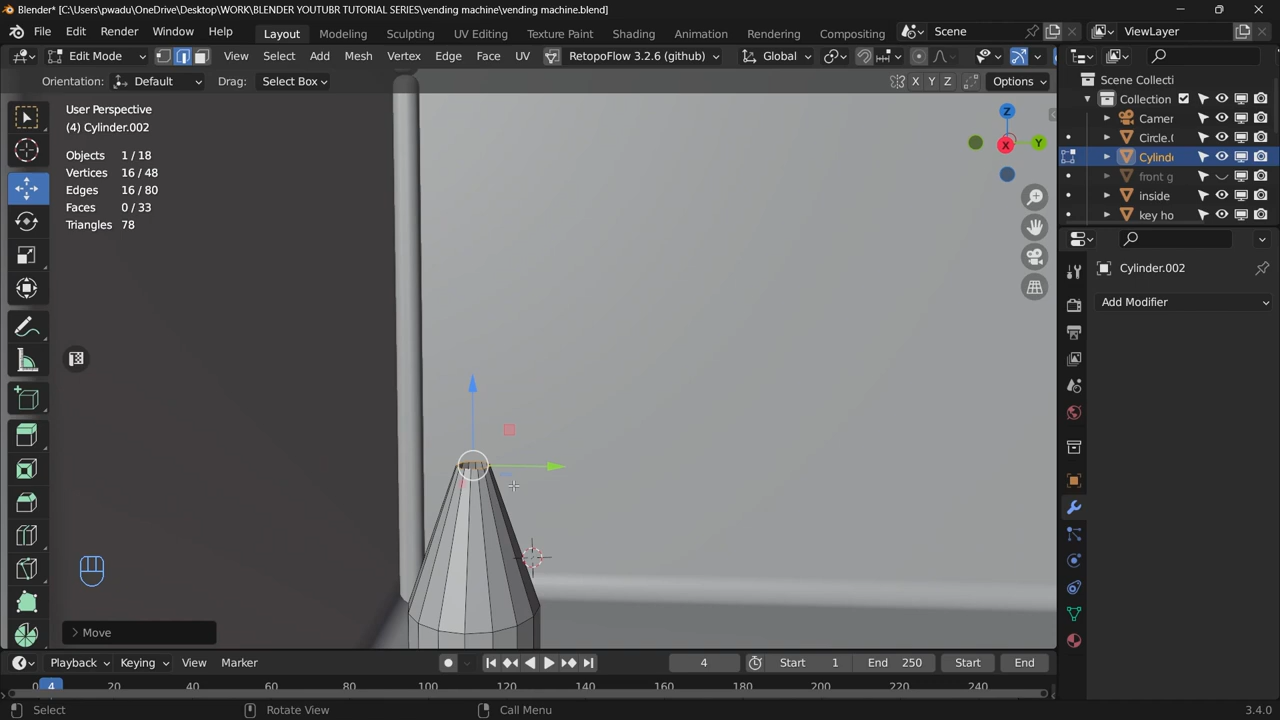 Blender* [C:\Users\pwadu\OneDrive\Desktop\WORK\BLENDER YOUTUBR TUTORIAL SERIES\vending machine\vending machine.blend]
File Edit Render Window Help Layout Modeling Sculpting UV Editing Texture Paint Shading Animation Rendering Compositing Scene ViewLayer
Edit Mode View Select Add Mesh Vertex Edge Face UV RetopoFlow 3.2.6 (github) Global
Orientation: Default Drag: Select Box X Y Z Options
Scene Collecti
Collection
Camer
Circle.(
Cylind
front g
inside
key ho
User Perspective
(4) Cylinder.002
Objects 1 / 18
Vertices 16 / 48
Edges 16 / 80
Faces 0 / 33
Triangles 78
Z
X Y
Cylinder.002
Add Modifier
Move
Playback Keying View Marker 4 Start 1 End 250 Start End
0 4 20 40 60 80 100 120 140 160 180 200 220 240
Select Rotate View Call Menu 3.4.0